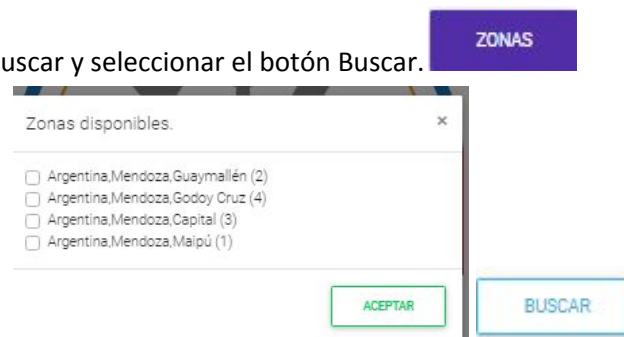 ZONAS
uscar y seleccionar el botón Buscar.
Zonas disponibles. ×
Argentina,Mendoza,Guaymallén (2)
Argentina,Mendoza,Godoy Cruz (4)
Argentina,Mendoza,Capital (3)
Argentina,Mendoza,Maipú (1)
ACEPTAR
BUSCAR